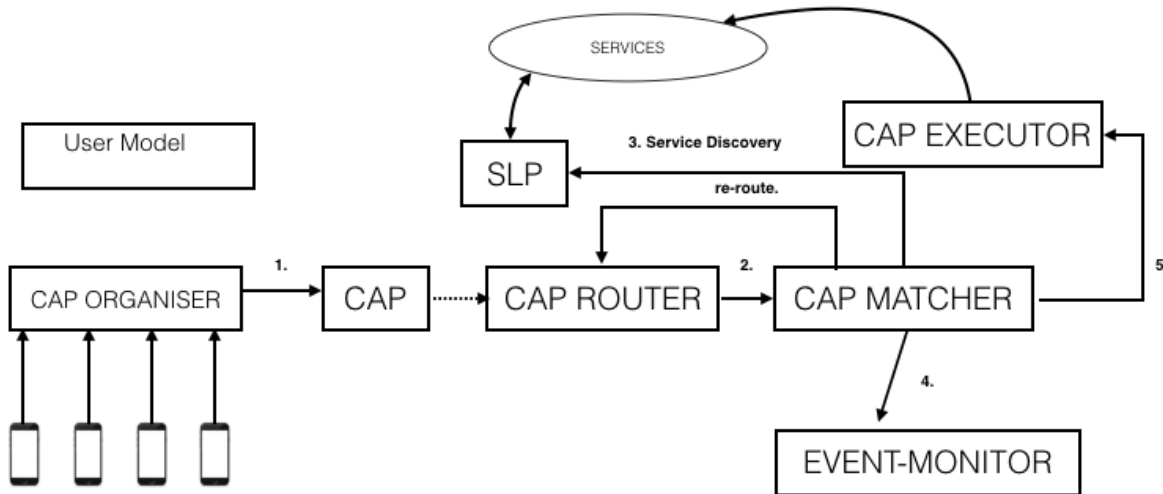 SERVICES
User Model
CAP EXECUTOR
3. Service Discovery
SLP
re-route.
1.
2.
5
CAP ORGANISER
CAP
CAP ROUTER
CAP MATCHER
4.
EVENT-MONITOR